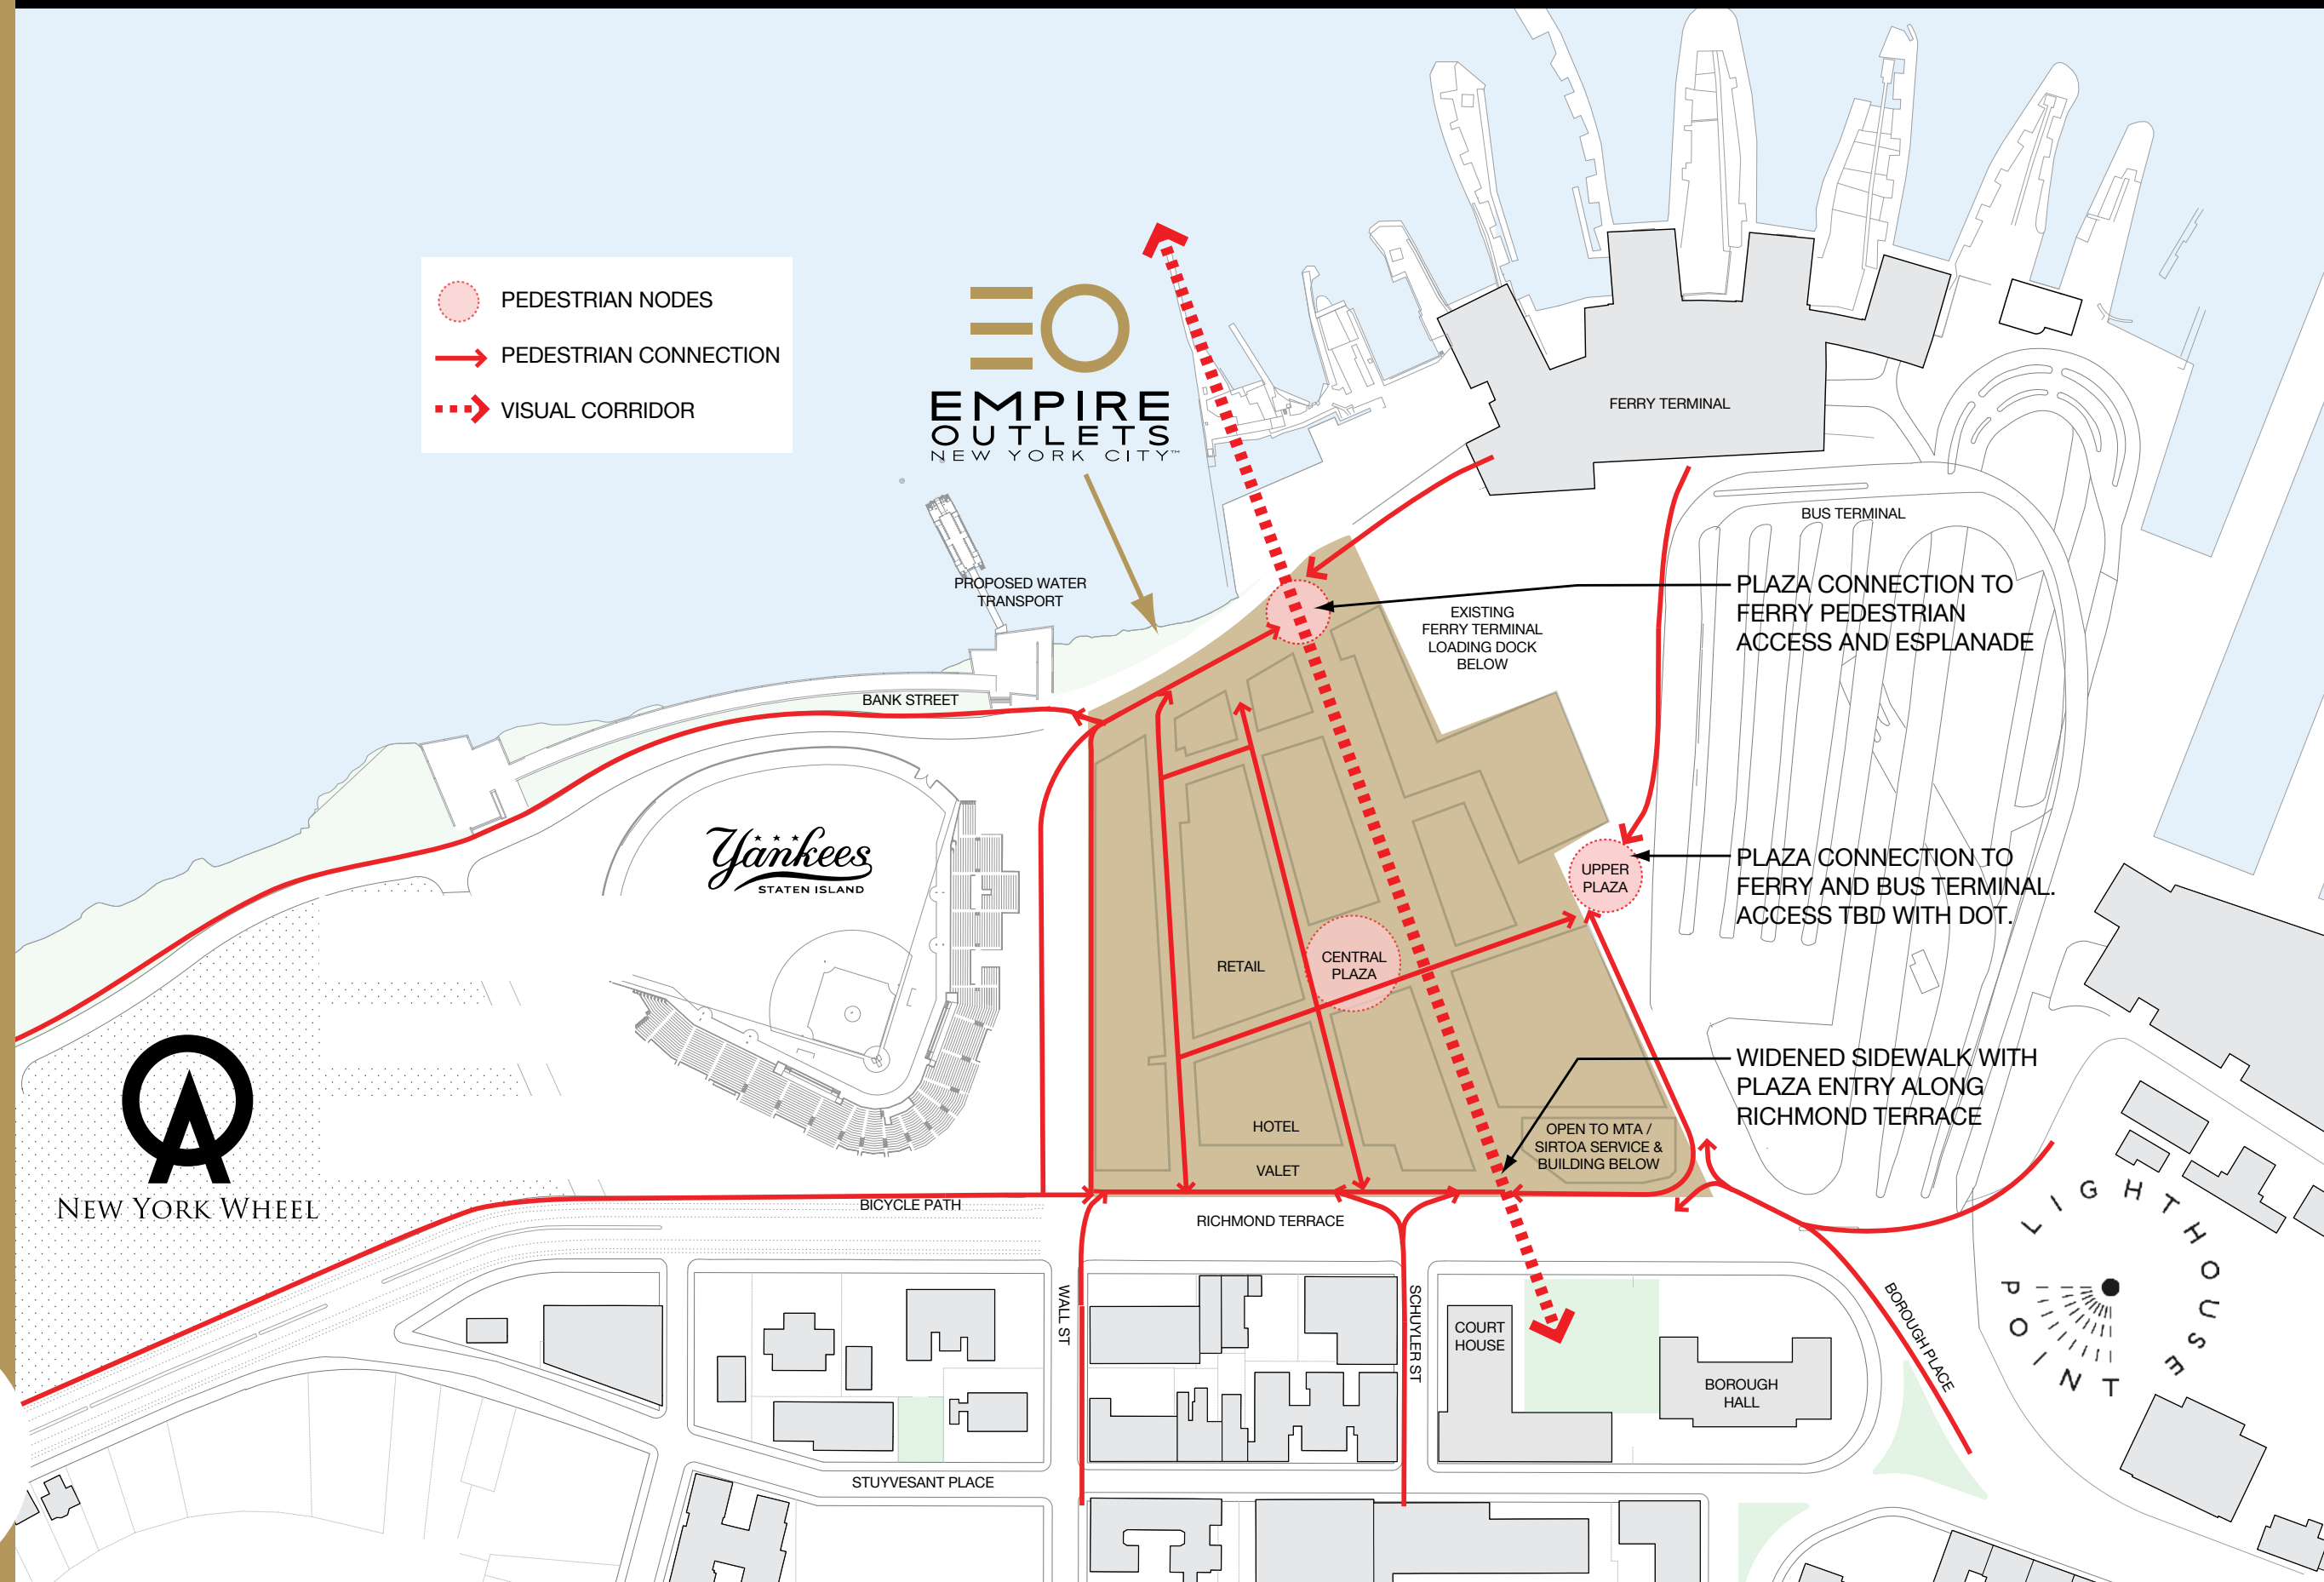 PEDESTRIAN NODES
PEDESTRIAN CONNECTION
VISUAL CORRIDOR
EO
EMPIRE
OUTLETS
NEW YORK CITY™
FERRY TERMINAL
BUS TERMINAL
PROPOSED WATER
TRANSPORT
EXISTING
FERRY TERMINAL
LOADING DOCK
BELOW
PLAZA CONNECTION TO
FERRY PEDESTRIAN
ACCESS AND ESPLANADE
BANK STREET
Yankees
STATEN ISLAND
UPPER
PLAZA
PLAZA CONNECTION TO
FERRY AND BUS TERMINAL.
ACCESS TBD WITH DOT.
RETAIL
CENTRAL
PLAZA
WIDENED SIDEWALK WITH
PLAZA ENTRY ALONG
RICHMOND TERRACE
HOTEL
VALET
OPEN TO MTA /
SIRTOA SERVICE &
BUILDING BELOW
NEW YORK WHEEL
BICYCLE PATH
RICHMOND TERRACE
LIGHTHOUSE
POINT
WALL ST
SCHUYLER ST
COURT
HOUSE
BOROUGH
HALL
BOROUGH PLACE
STUYVESANT PLACE